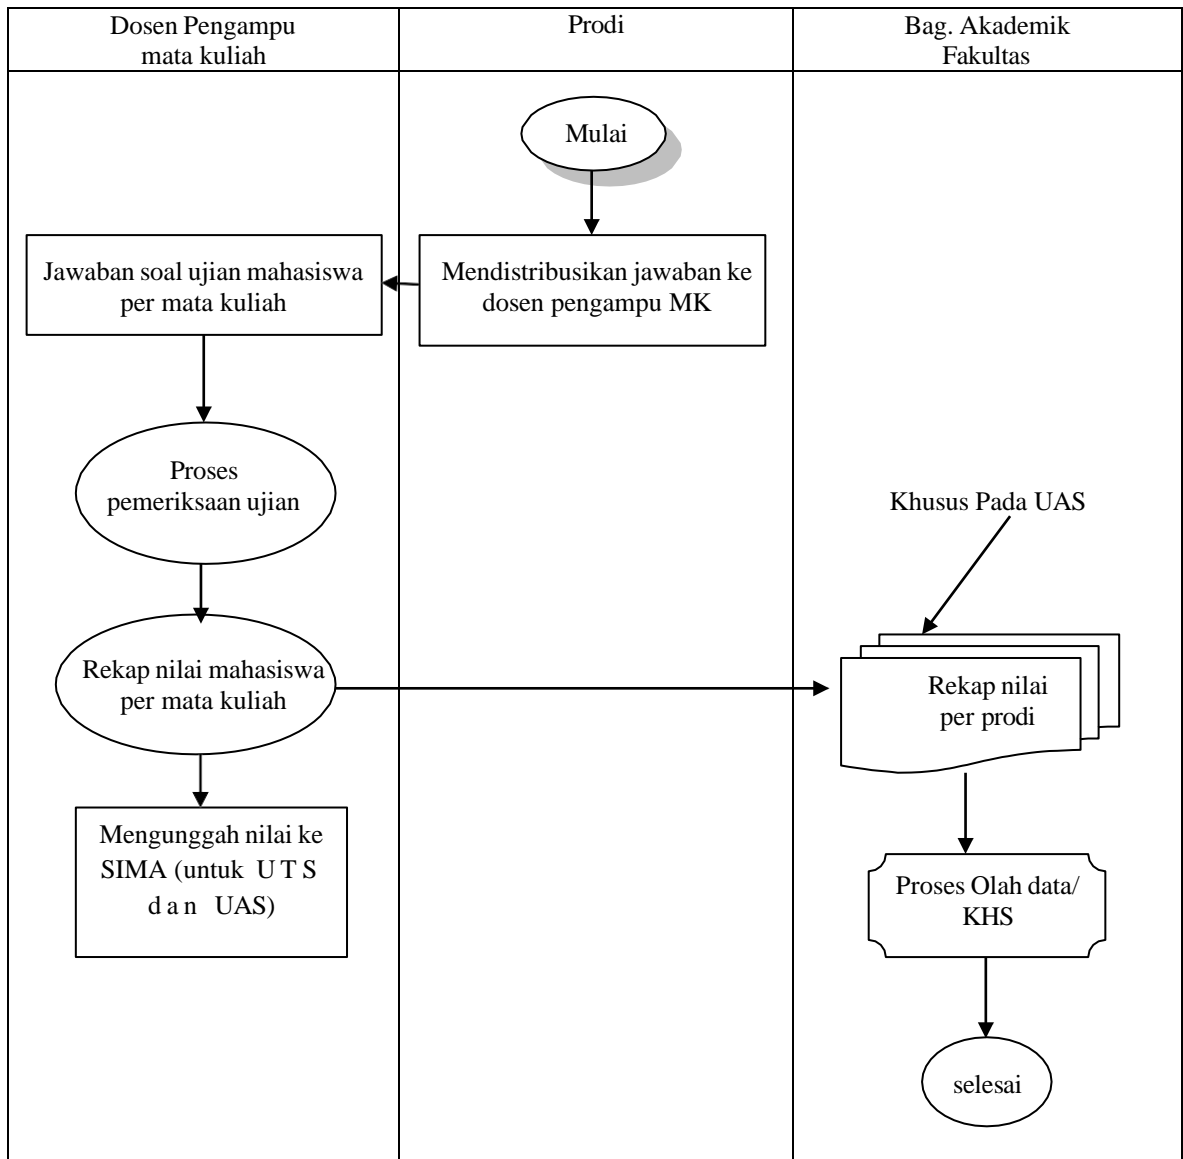 Dosen Pengampu
mata kuliah
Prodi
Bag. Akademik
Fakultas
Mulai
Jawaban soal ujian mahasiswa
per mata kuliah
Mendistribusikan jawaban ke
dosen pengampu MK
Proses
pemeriksaan ujian
Khusus Pada UAS
Rekap nilai mahasiswa
per mata kuliah
Rekap nilai
per prodi
Mengunggah nilai ke
SIMA (untuk U T S
d a n UAS)
Proses Olah data/
KHS
selesai